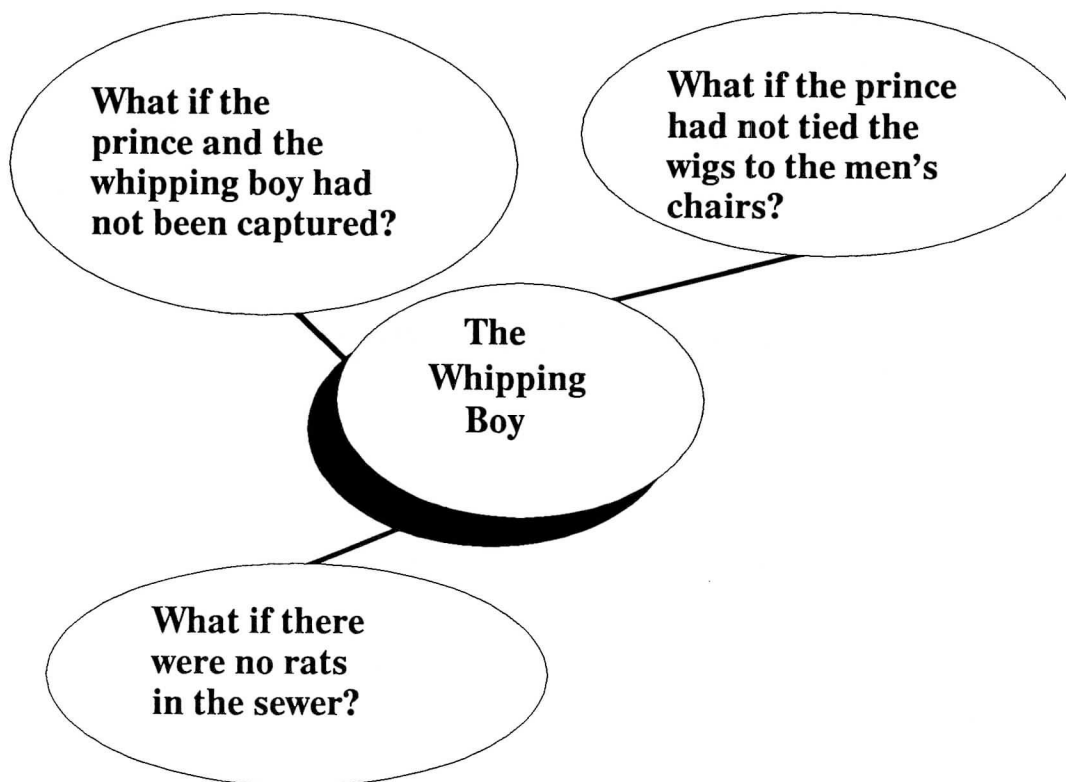 What if the
prince and the
whipping boy had
not been captured?
What if the prince
had not tied the
wigs to the men's
chairs?
The
Whipping
Boy
What if there
were no rats
in the sewer?